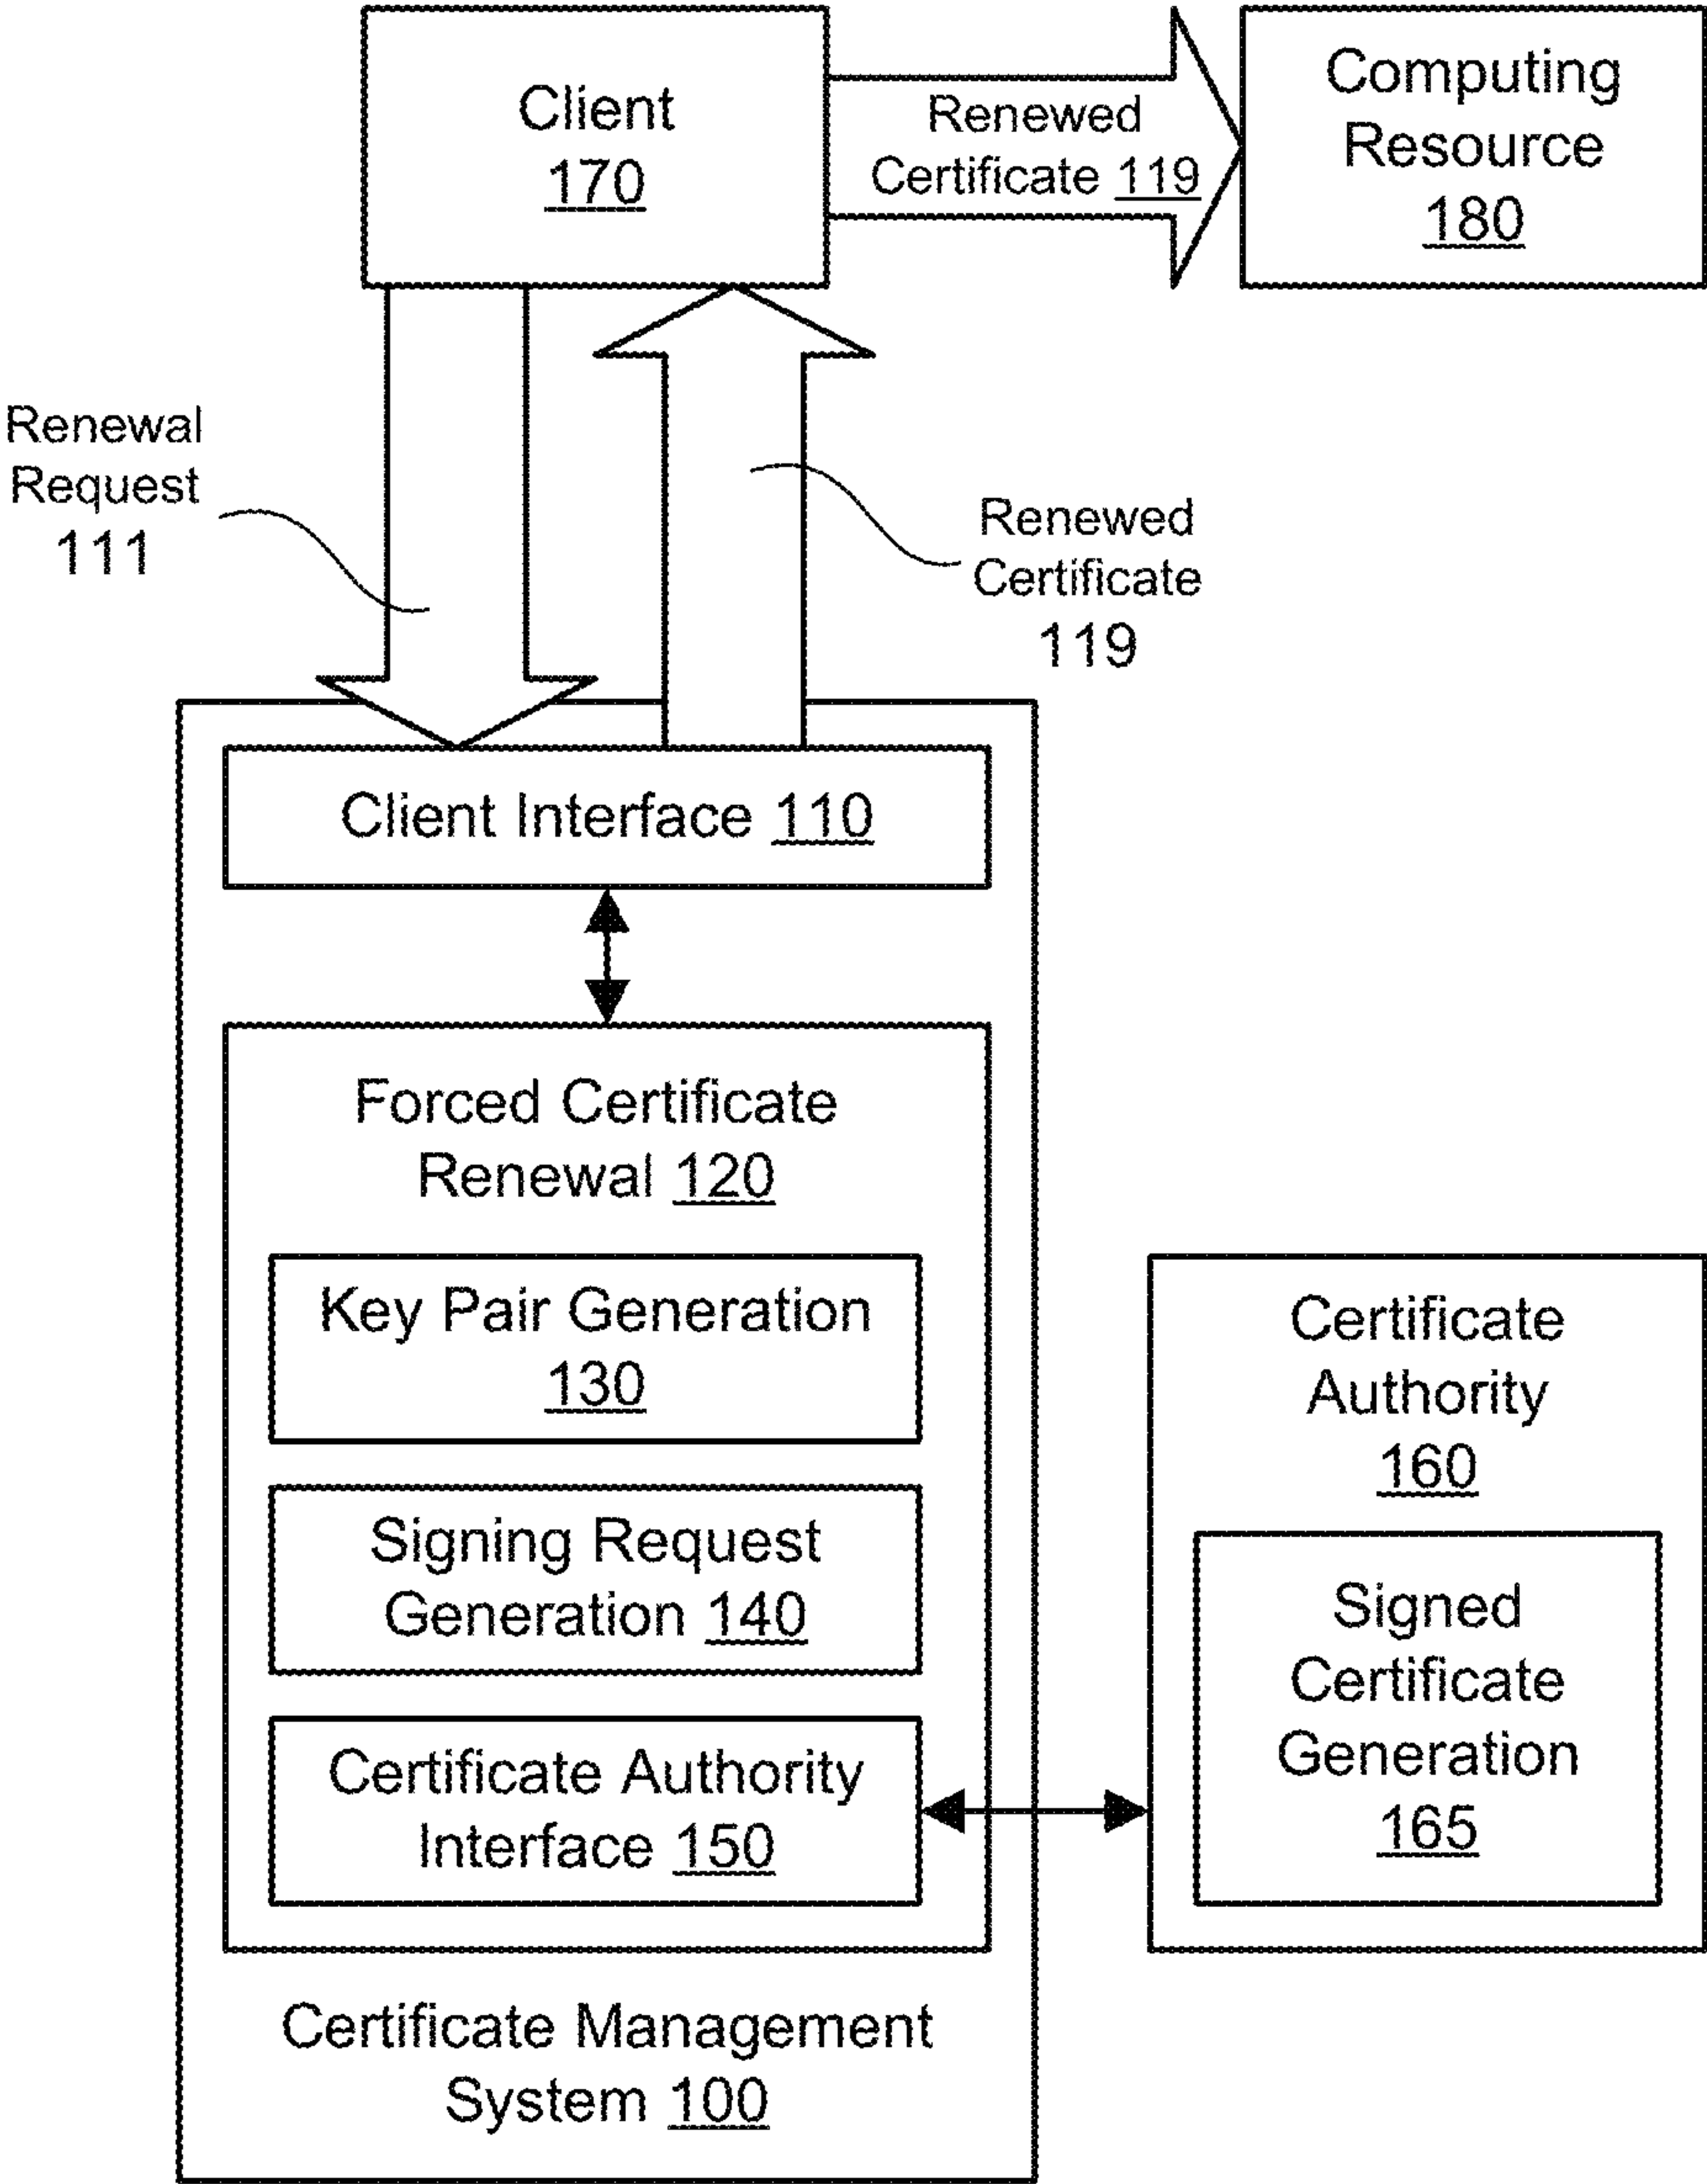 Client
170
Renewed
Certificate 119
Computing
Resource
180
Renewal
Request
111
Renewed
Certificate
119
Client Interface 110
Forced Certificate
Renewal 120
Key Pair Generation
130
Signing Request
Generation 140
Certificate Authority
Interface 150
Certificate Management
System 100
Certificate
Authority
160
Signed
Certificate
Generation
165